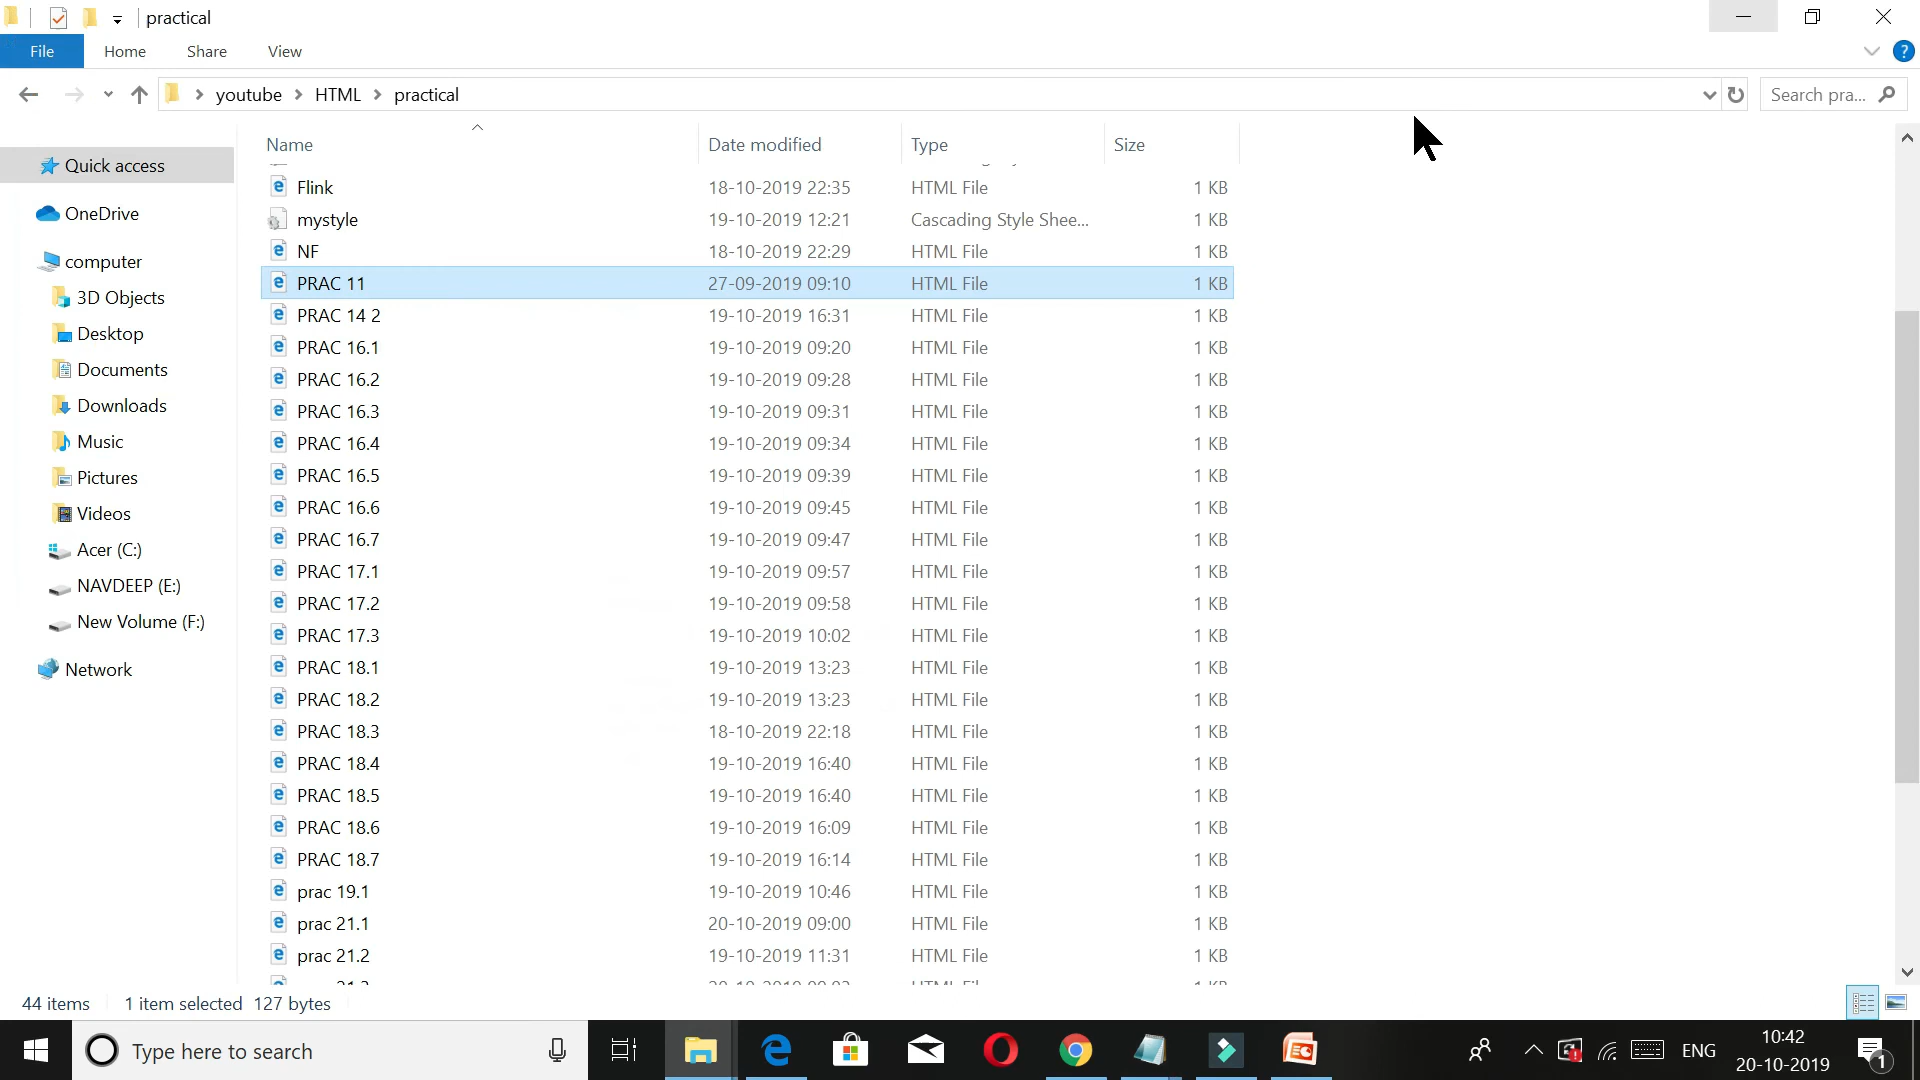 practical
File Home Share View
youtube HTML practical
Search pra...
Name Date modified Type Size
Quick access
OneDrive
computer
3D Objects
Desktop
Documents
Downloads
Music
Pictures
Videos
Acer (C:)
NAVDEEP (E:)
New Volume (F:)
Network
Flink 18-10-2019 22:35 HTML File 1 KB
mystyle 19-10-2019 12:21 Cascading Style Shee... 1 KB
NF 18-10-2019 22:29 HTML File 1 KB
PRAC 11 27-09-2019 09:10 HTML File 1 KB
PRAC 14 2 19-10-2019 16:31 HTML File 1 KB
PRAC 16.1 19-10-2019 09:20 HTML File 1 KB
PRAC 16.2 19-10-2019 09:28 HTML File 1 KB
PRAC 16.3 19-10-2019 09:31 HTML File 1 KB
PRAC 16.4 19-10-2019 09:34 HTML File 1 KB
PRAC 16.5 19-10-2019 09:39 HTML File 1 KB
PRAC 16.6 19-10-2019 09:45 HTML File 1 KB
PRAC 16.7 19-10-2019 09:47 HTML File 1 KB
PRAC 17.1 19-10-2019 09:57 HTML File 1 KB
PRAC 17.2 19-10-2019 09:58 HTML File 1 KB
PRAC 17.3 19-10-2019 10:02 HTML File 1 KB
PRAC 18.1 19-10-2019 13:23 HTML File 1 KB
PRAC 18.2 19-10-2019 13:23 HTML File 1 KB
PRAC 18.3 18-10-2019 22:18 HTML File 1 KB
PRAC 18.4 19-10-2019 16:40 HTML File 1 KB
PRAC 18.5 19-10-2019 16:40 HTML File 1 KB
PRAC 18.6 19-10-2019 16:09 HTML File 1 KB
PRAC 18.7 19-10-2019 16:14 HTML File 1 KB
prac 19.1 19-10-2019 10:46 HTML File 1 KB
prac 21.1 20-10-2019 09:00 HTML File 1 KB
prac 21.2 19-10-2019 11:31 HTML File 1 KB
44 items 1 item selected 127 bytes
Type here to search
ENG
10:42
20-10-2019
1